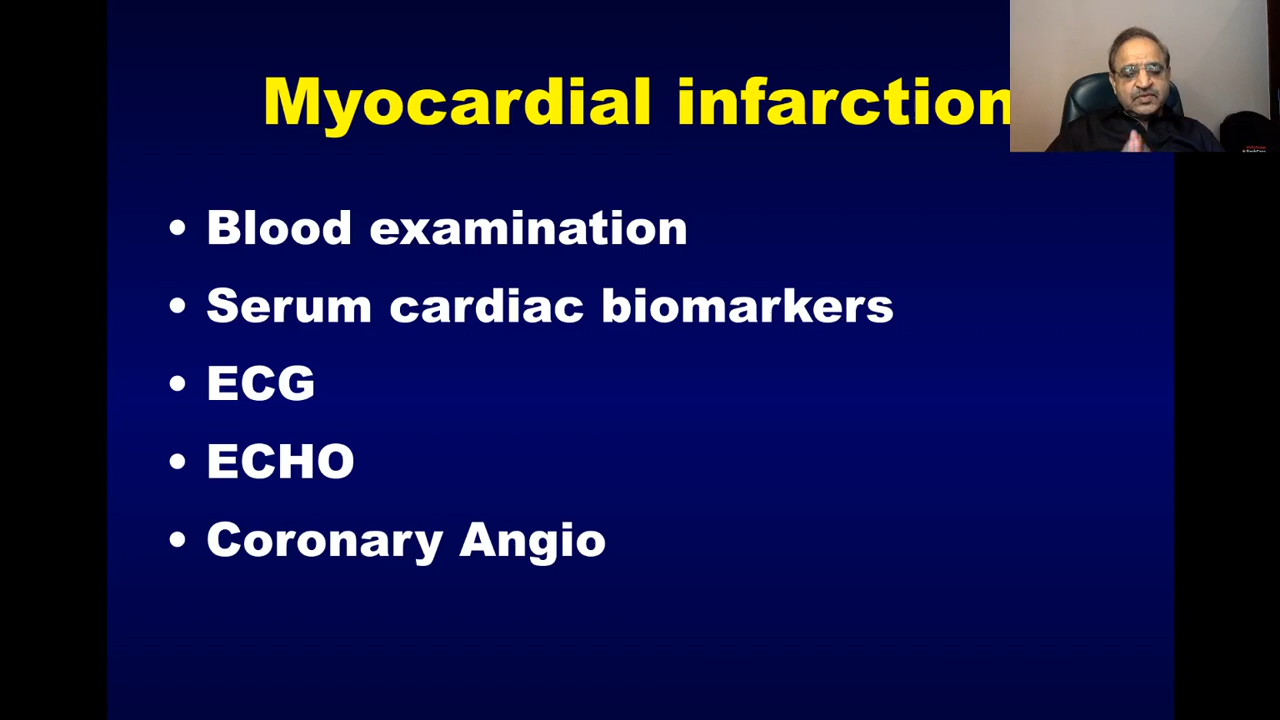 Myocardial infarction
• Blood examination
• Serum cardiac biomarkers
• ECG
• ECHO
• Coronary Angio